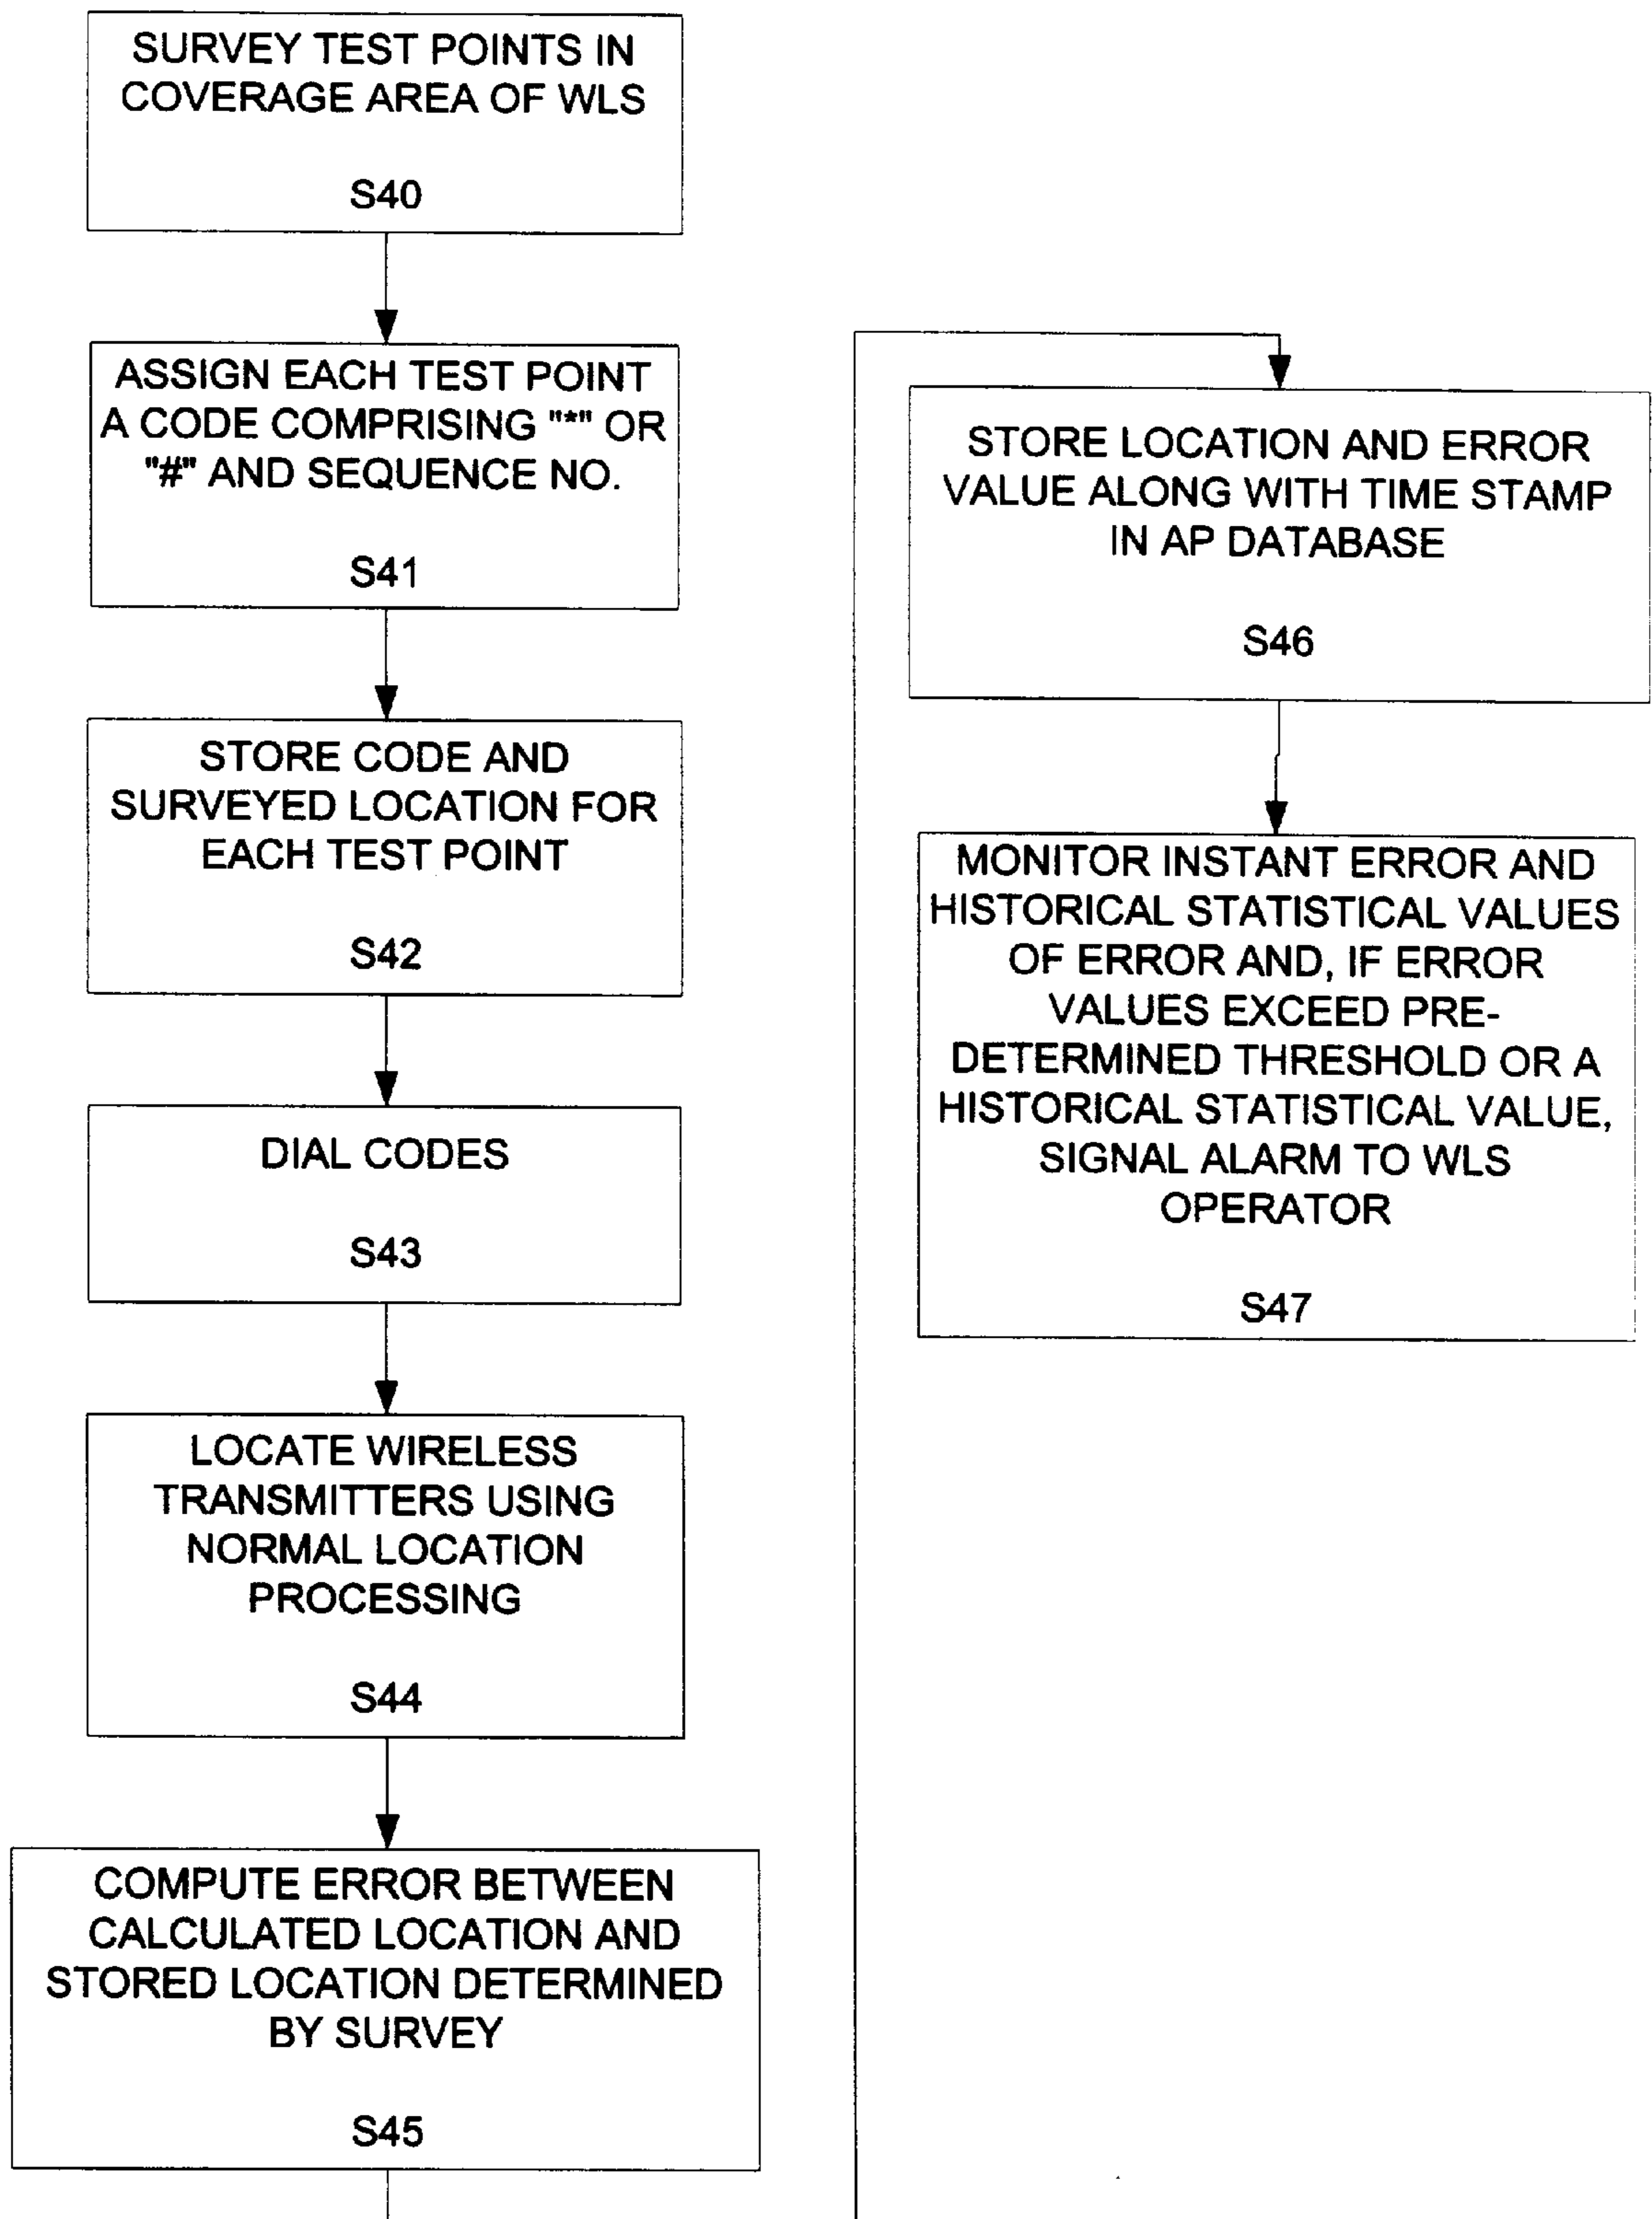 SURVEY TEST POINTS IN
COVERAGE AREA OF WLS
S40
ASSIGN EACH TEST POINT
A CODE COMPRISING "*" OR
"#" AND SEQUENCE NO.
S41
STORE CODE AND
SURVEYED LOCATION FOR
EACH TEST POINT
S42
DIAL CODES
S43
LOCATE WIRELESS
TRANSMITTERS USING
NORMAL LOCATION
PROCESSING
S44
COMPUTE ERROR BETWEEN
CALCULATED LOCATION AND
STORED LOCATION DETERMINED
BY SURVEY
S45
STORE LOCATION AND ERROR
VALUE ALONG WITH TIME STAMP
IN AP DATABASE
S46
MONITOR INSTANT ERROR AND
HISTORICAL STATISTICAL VALUES
OF ERROR AND, IF ERROR
VALUES EXCEED PRE-
DETERMINED THRESHOLD OR A
HISTORICAL STATISTICAL VALUE,
SIGNAL ALARM TO WLS
OPERATOR
S47